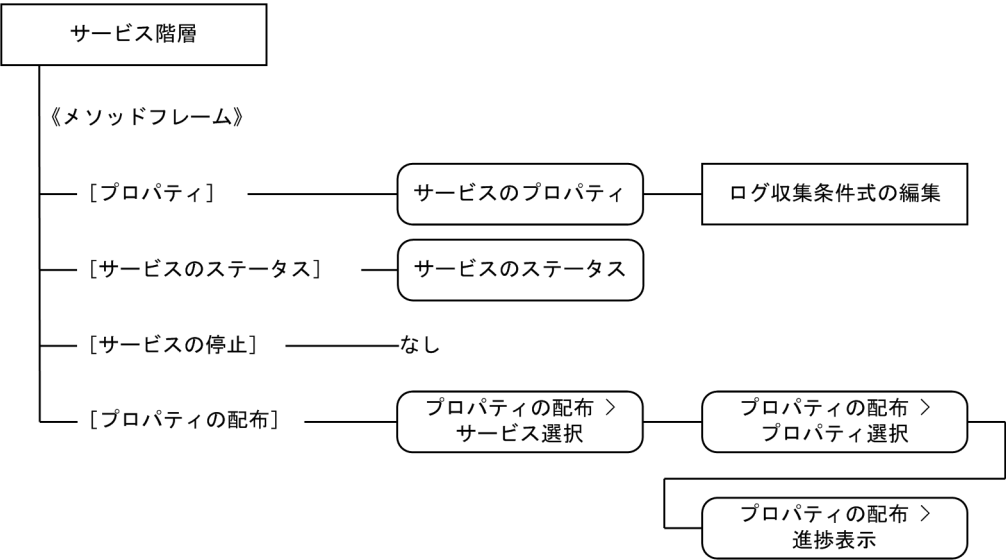 サービス階層
《メソッドフレーム》
［プロパティ］
サービスのプロパティ
ログ収集条件式の編集
［サービスのステータス］
サービスのステータス
［サービスの停止］
なし
［プロパティの配布］
プロパティの配布 ＞
サービス選択
プロパティの配布 ＞
プロパティ選択
プロパティの配布 ＞
進捗表示